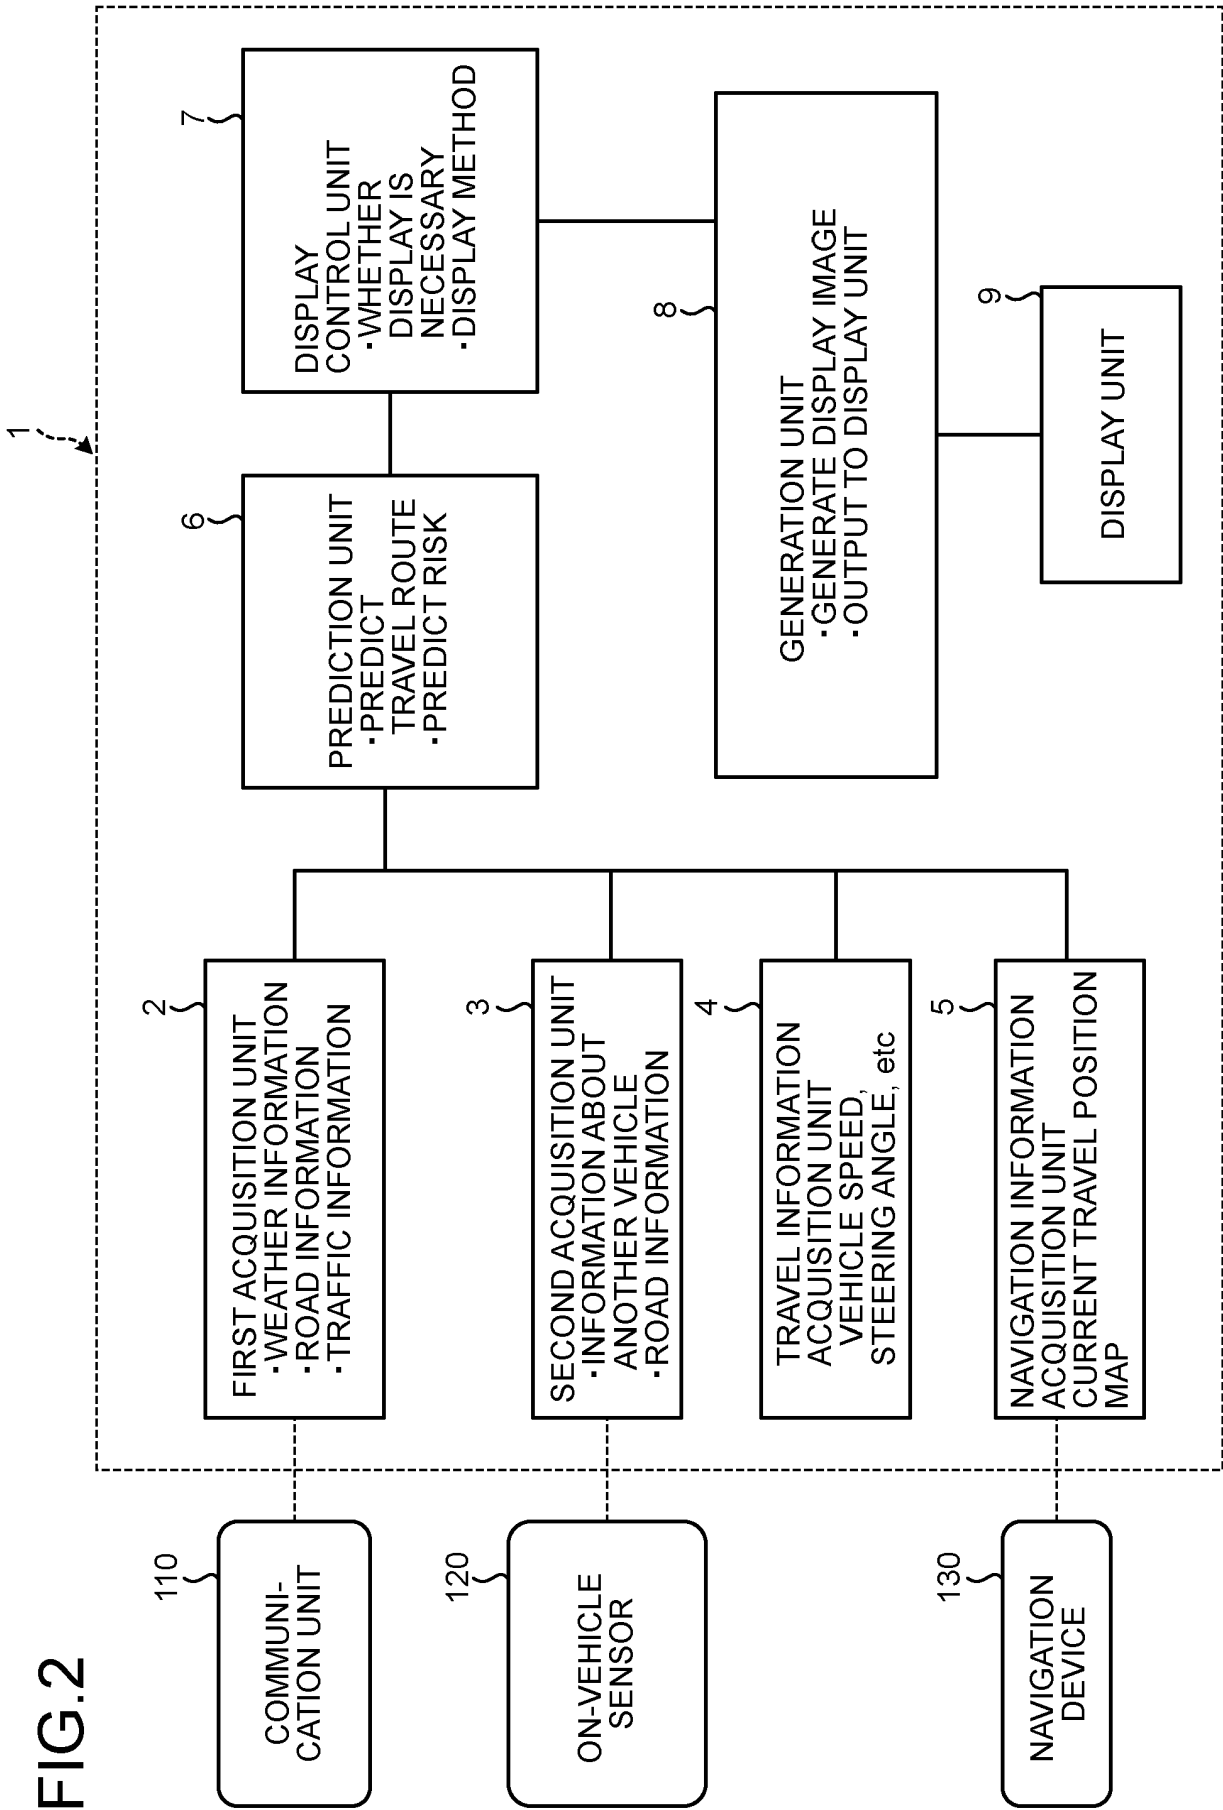 FIG.2
1
110
COMMUNI-
CATION UNIT
120
ON-VEHICLE
SENSOR
130
NAVIGATION
DEVICE
2
FIRST ACQUISITION UNIT
・WEATHER INFORMATION
・ROAD INFORMATION
・TRAFFIC INFORMATION
3
SECOND ACQUISITION UNIT
・INFORMATION ABOUT
ANOTHER VEHICLE
・ROAD INFORMATION
4
TRAVEL INFORMATION
ACQUISITION UNIT
VEHICLE SPEED,
STEERING ANGLE, etc
5
NAVIGATION INFORMATION
ACQUISITION UNIT
CURRENT TRAVEL POSITION
MAP
6
PREDICTION UNIT
・PREDICT
TRAVEL ROUTE
・PREDICT RISK
7
DISPLAY
CONTROL UNIT
・WHETHER
DISPLAY IS
NECESSARY
・DISPLAY METHOD
8
GENERATION UNIT
・GENERATE DISPLAY IMAGE
・OUTPUT TO DISPLAY UNIT
9
DISPLAY UNIT